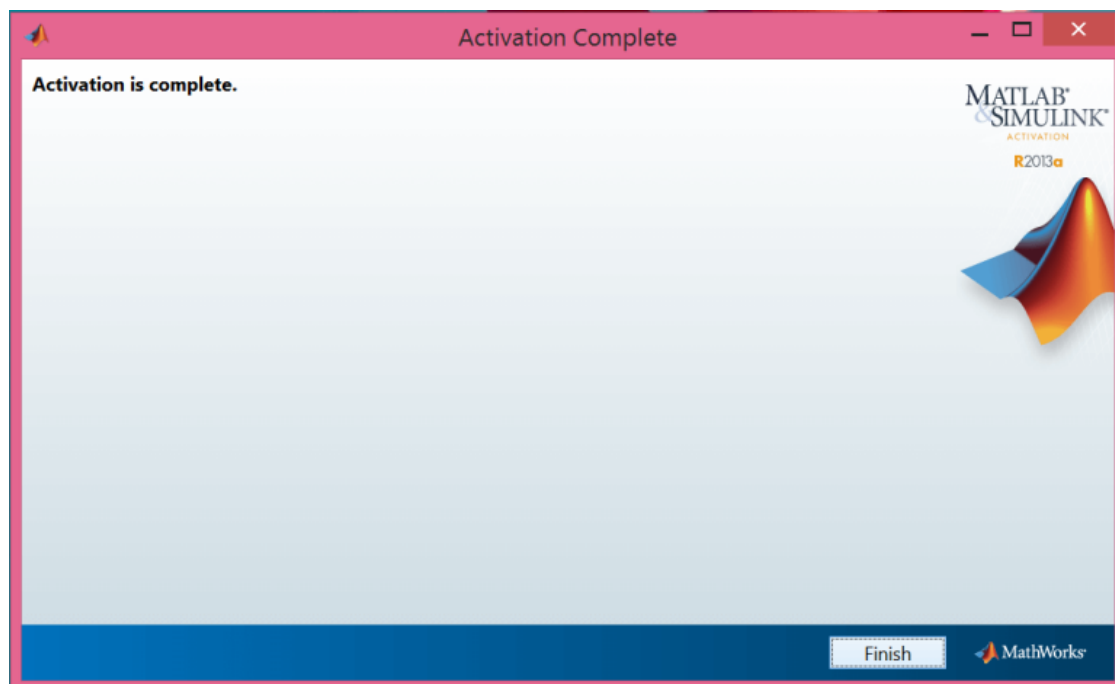 Activation Complete
Activation is complete.
MATLAB®
&SIMULINK®
ACTIVATION
R2013a
Finish
MathWorks®